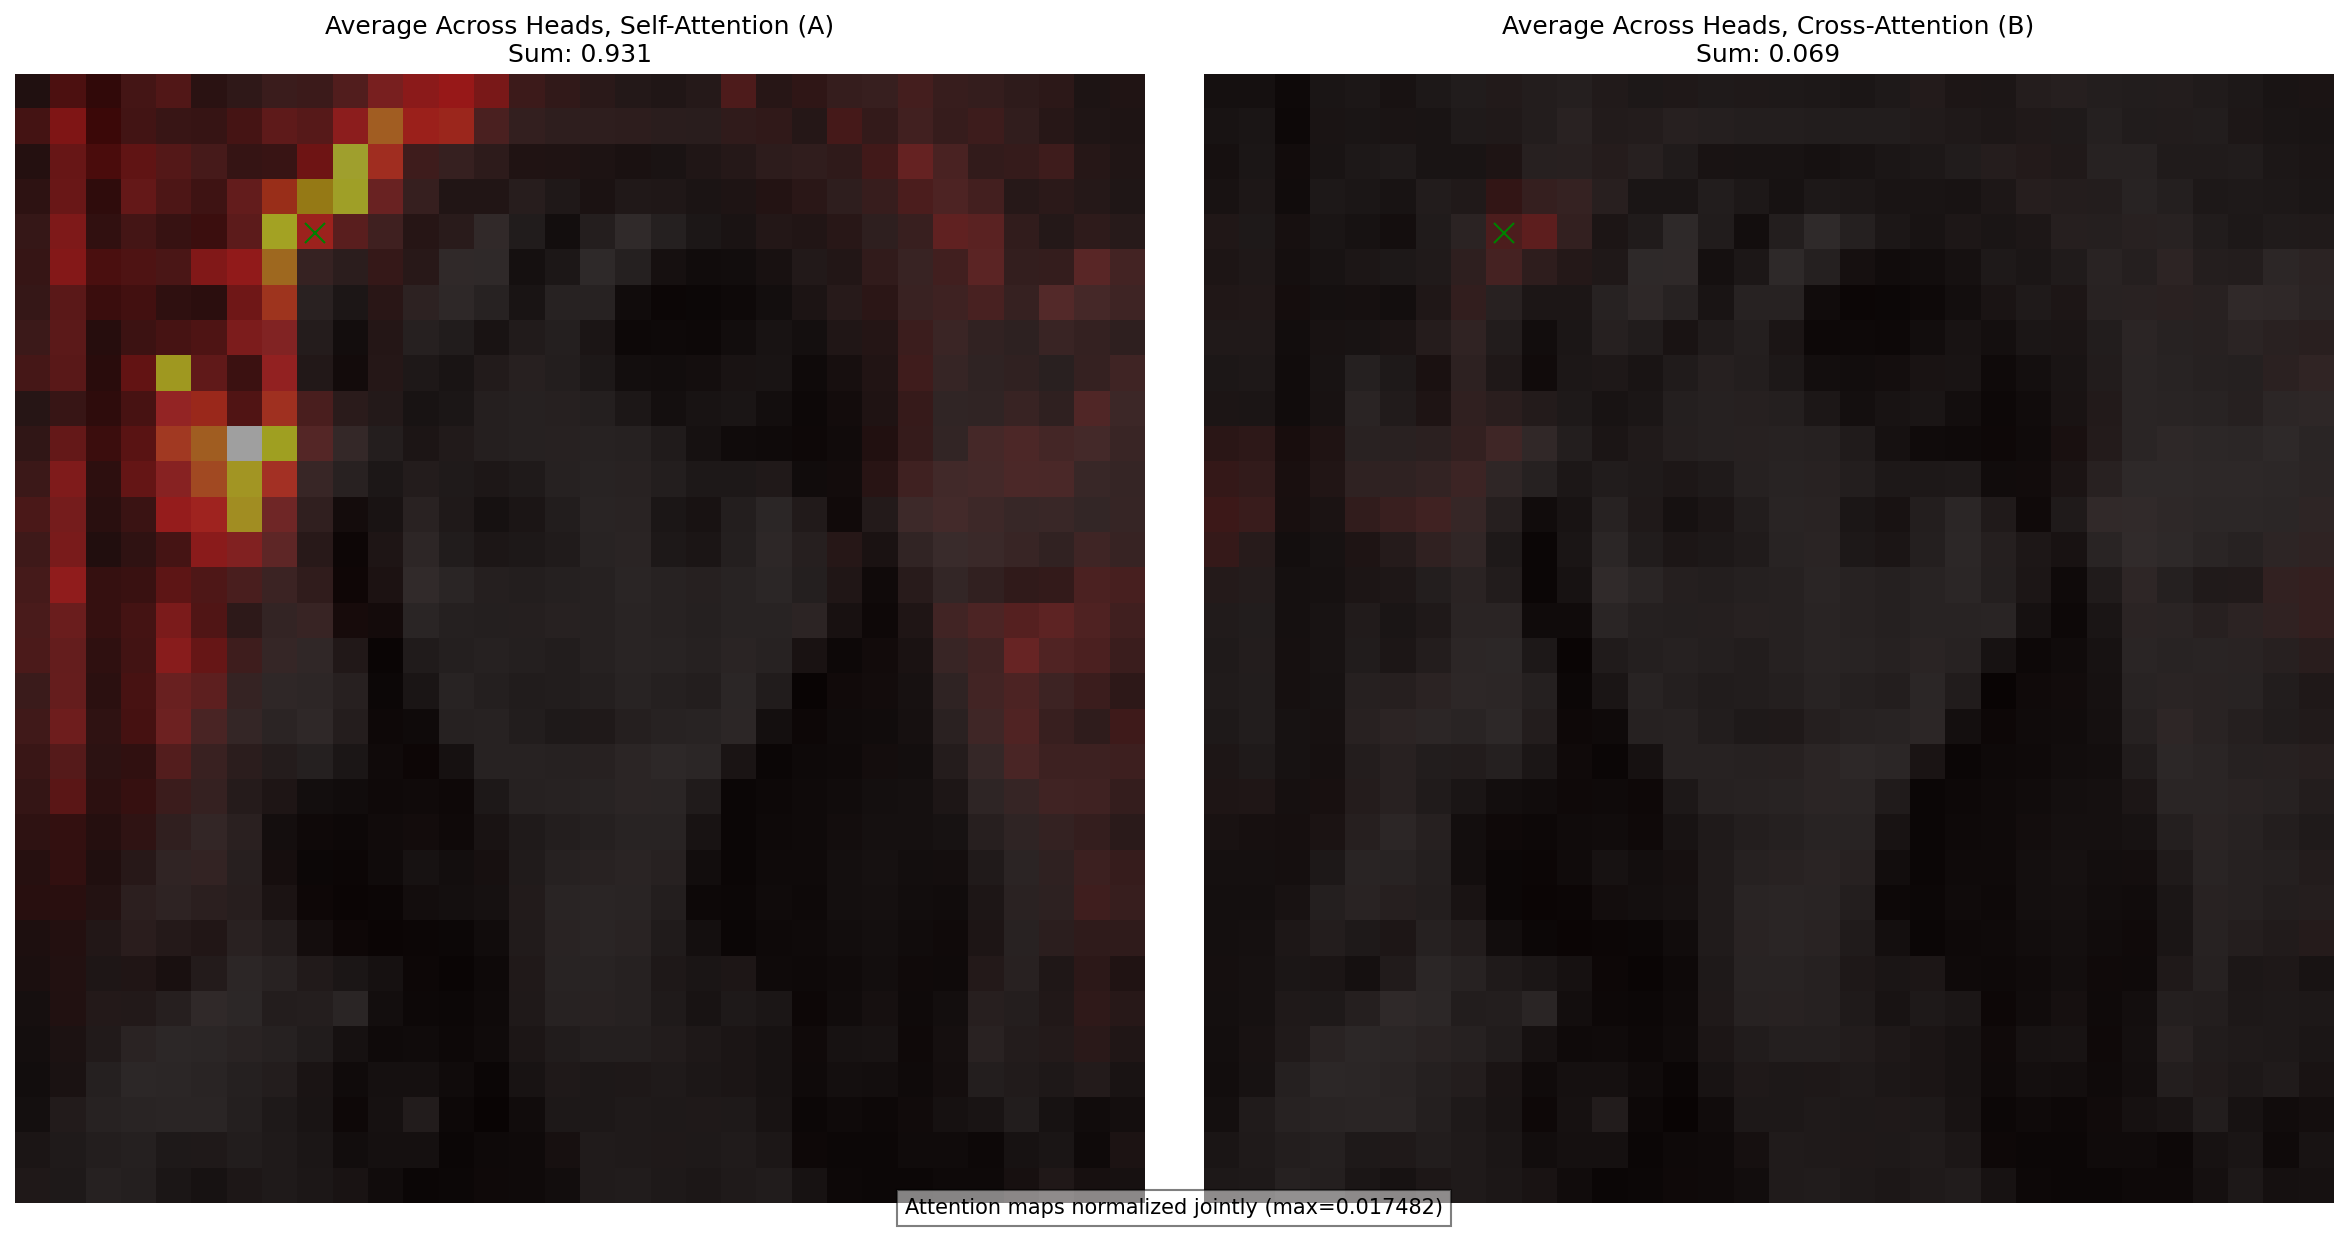 Average Across Heads, Self-Attention (A)
Sum: 0.931
Average Across Heads, Cross-Attention (B)
Sum: 0.069
Attention maps normalized jointly (max=0.017482)